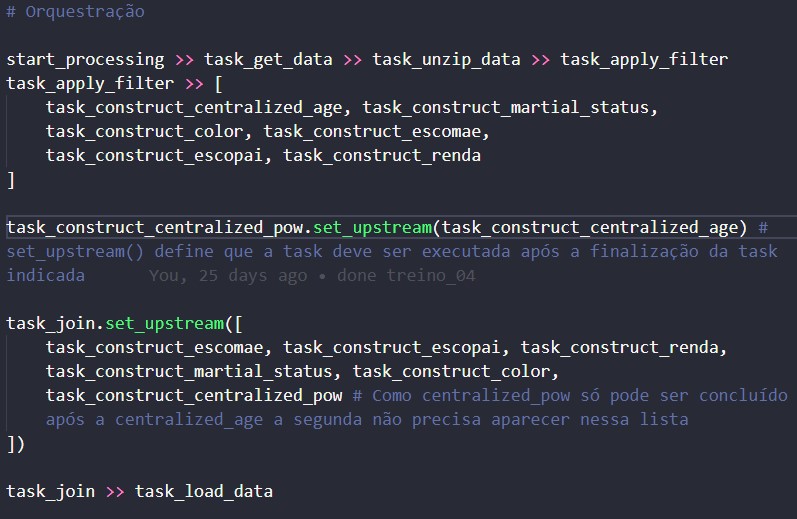 # Orquestração
start_processing >> task_get_data >> task_unzip_data >> task_apply_filter
task_apply_filter >> [
    task_construct_centralized_age, task_construct_martial_status,
    task_construct_color, task_construct_escomae,
    task_construct_escopai, task_construct_renda
]
task_construct_centralized_pow.set_upstream(task_construct_centralized_age) #
set_upstream() define que a task deve ser executada após a finalização da task
indicada      You, 25 days ago • done treino_04
task_join.set_upstream([
    task_construct_escomae, task_construct_escopai, task_construct_renda,
    task_construct_martial_status, task_construct_color,
    task_construct_centralized_pow # Como centralized_pow só pode ser concluído
    após a centralized_age a segunda não precisa aparecer nessa lista
])
task_join >> task_load_data